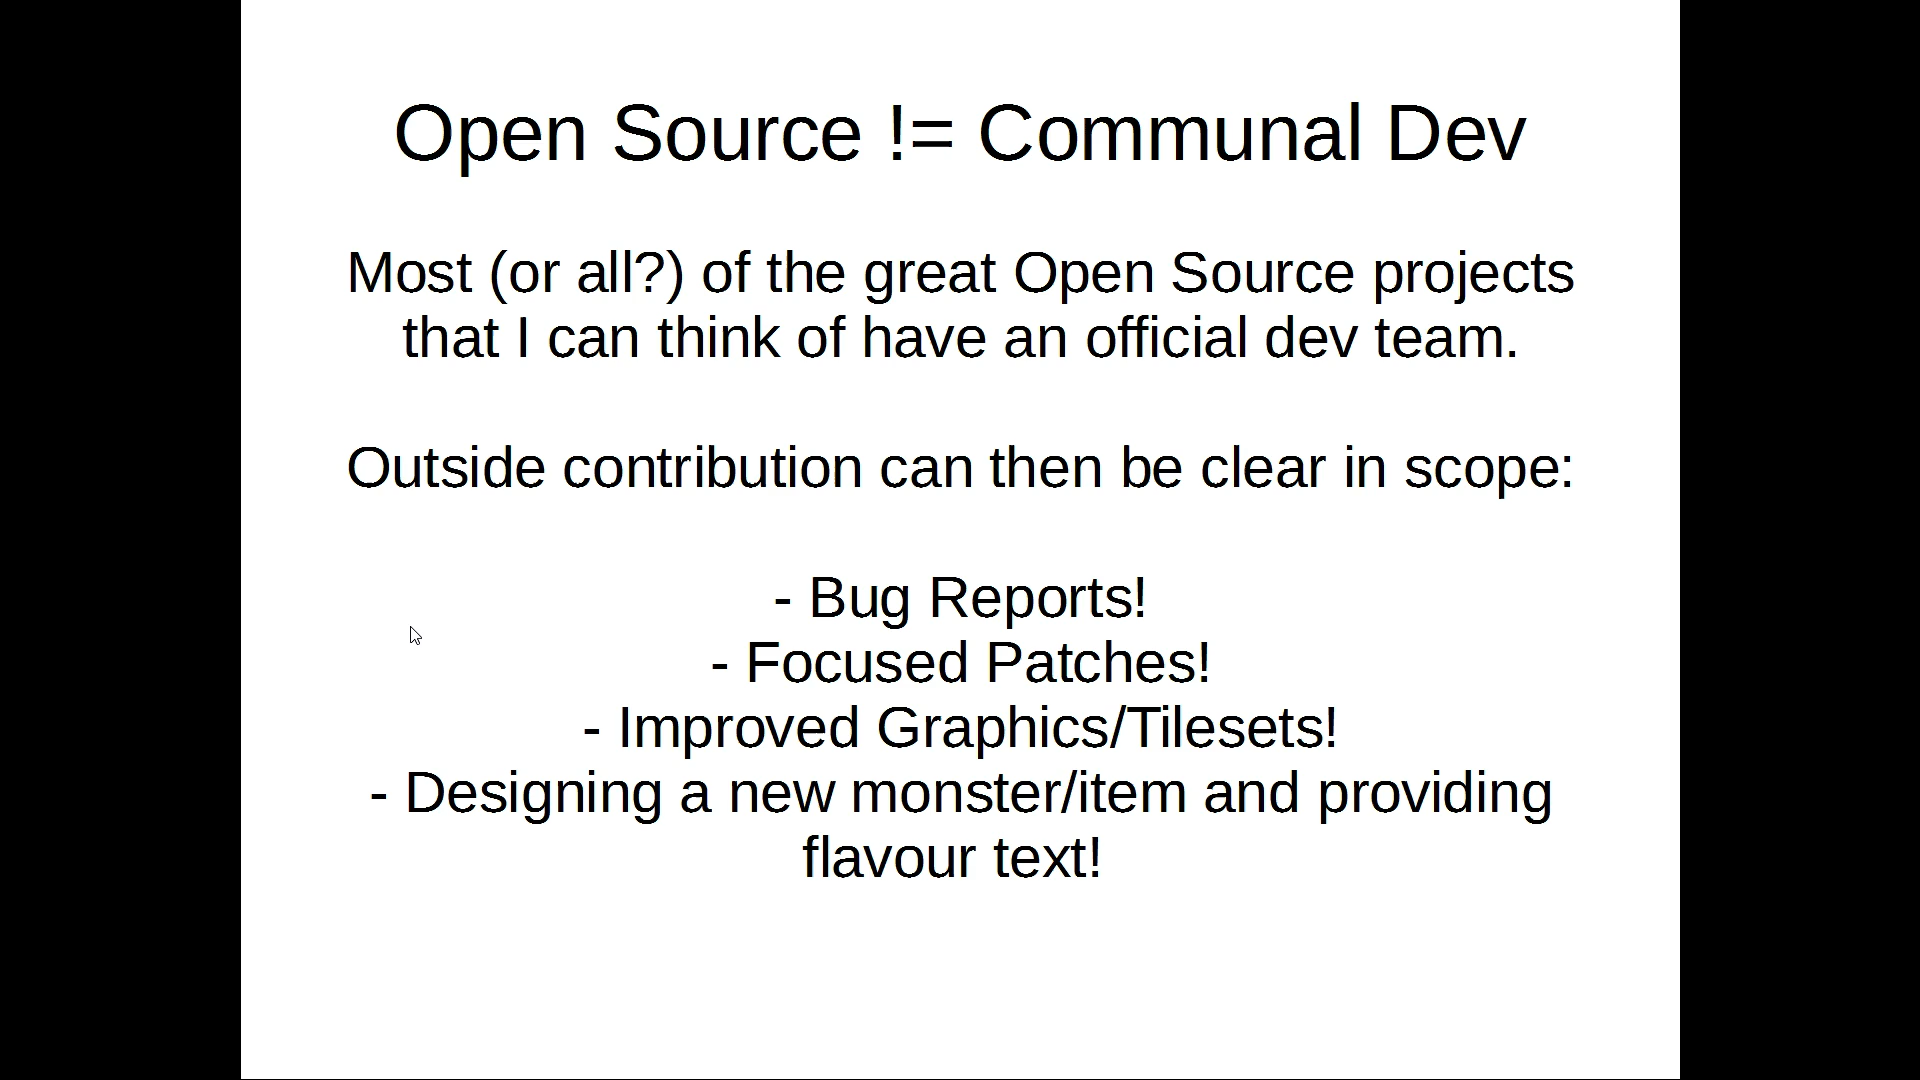 Open Source != Communal Dev
Most (or all?) of the great Open Source projects
that I can think of have an official dev team.
Outside contribution can then be clear in scope:
- Bug Reports!
- Focused Patches!
- Improved Graphics/Tilesets!
- Designing a new monster/item and providing
flavour text!